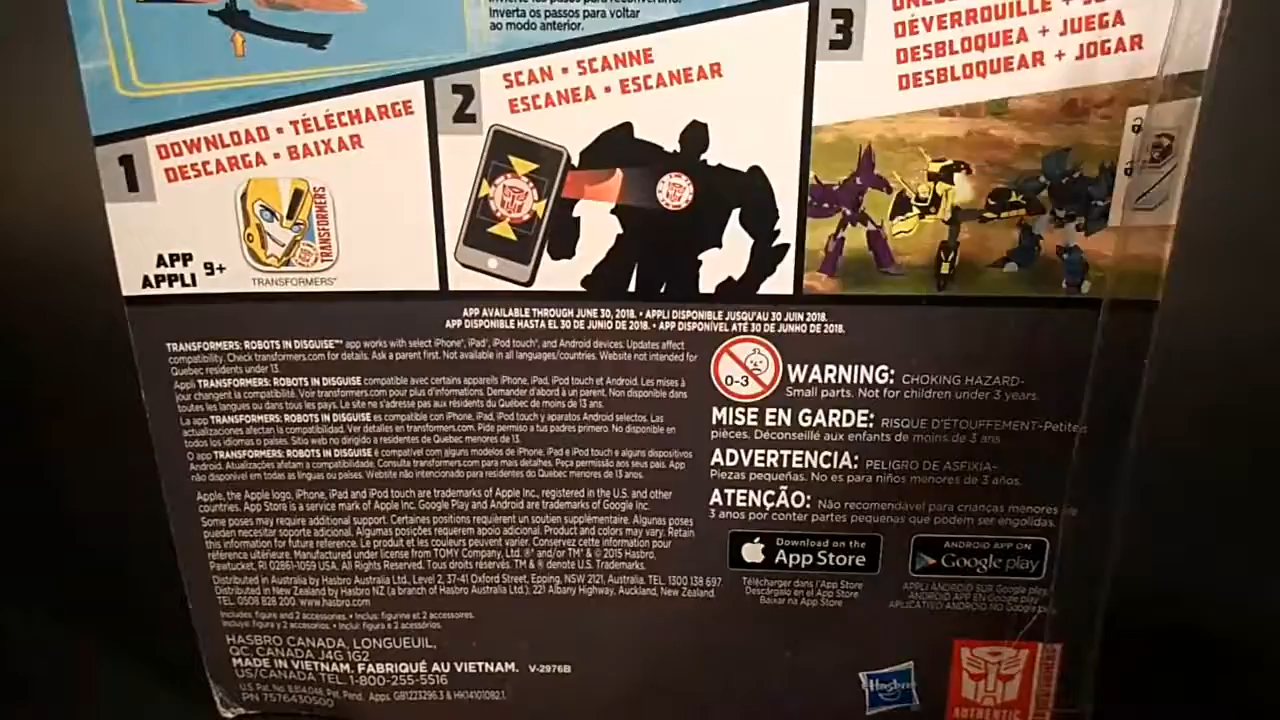 Inverta os passos para voltar
ao modo anterior.
1
DOWNLOAD • TÉLÉCHARGE
DESCARGA • BAIXAR
APP
APPLI 9+
TRANSFORMERS
TRANSFORMERS™
2
SCAN • SCANNE
ESCANEA • ESCANEAR
3
DÉVERROUILLE +
DESBLOQUEA + JUEGA
DESBLOQUEAR + JOGAR
APP AVAILABLE THROUGH JUNE 30, 2018. • APPLI DISPONIBLE JUSQU'AU 30 JUIN 2018.
APP DISPONIBLE HASTA EL 30 DE JUNIO DE 2018. • APP DISPONÍVEL ATÉ 30 DE JUNHO DE 2018.
TRANSFORMERS: ROBOTS IN DISGUISE™ app works with select iPhone®, iPad®, iPod touch®, and Android devices. Updates affect
compatibility. Check transformers.com for details. Ask a parent first. Not available in all languages/countries. Website not intended for
Quebec residents under 13.
Appli TRANSFORMERS: ROBOTS IN DISGUISE compatible avec certains appareils iPhone, iPad, iPod touch et Android. Les mises à
jour changent la compatibilité. Voir transformers.com pour plus d'informations. Demander d'abord à un parent. Non disponible dans
toutes les langues ou dans tous les pays. Le site ne s'adresse pas aux résidents du Québec de moins de 13 ans.
La app TRANSFORMERS: ROBOTS IN DISGUISE es compatible con iPhone, iPad, iPod touch y aparatos Android selectos. Las
actualizaciones afectan la compatibilidad. Ver detalles en transformers.com. Pide permiso a tus padres primero. No disponible en
todos los idiomas o países. Sitio web no dirigido a residentes de Quebec menores de 13.
O app TRANSFORMERS: ROBOTS IN DISGUISE é compatível com alguns modelos de iPhone, iPad e iPod touch e alguns dispositivos
Android. Atualizações afetam a compatibilidade. Consulta transformers.com para mais detalhes. Peça permissão aos seus pais. App
não disponível em todas as línguas ou países. Website não intencionado para residentes do Quebec menores de 13 anos.
Apple, the Apple logo, iPhone, iPad and iPod touch are trademarks of Apple Inc., registered in the U.S. and other
countries. App Store is a service mark of Apple Inc. Google Play and Android are trademarks of Google Inc.
Some poses may require additional support. Certaines positions requièrent un soutien supplémentaire. Algunas poses
pueden necesitar soporte adicional. Algumas posições requerem apoio adicional. Product and colors may vary. Retain
this information for future reference. Le produit et les couleurs peuvent varier. Conservez cette information pour
référence ultérieure. Manufactured under license from TOMY Company, Ltd. ®* and/or TM* & © 2015 Hasbro,
Pawtucket, RI 02861-1059 USA. All Rights Reserved. Tous droits réservés. TM & ® denote U.S. Trademarks.
Distributed in Australia by Hasbro Australia Ltd., Level 2, 37-41 Oxford Street, Epping, NSW 2121, Australia. TEL. 1300 138 697.
Distributed in New Zealand by Hasbro NZ (a branch of Hasbro Australia Ltd.); 221 Albany Highway, Auckland, New Zealand.
TEL. 0508 828 200. www.hasbro.com
Includes: 2 figure and 2 accessories. • Inclus: figurine et 2 accessoires.
Incluye: figura y 2 accesorios. • Inclui: figura e 2 acessórios.
HASBRO CANADA, LONGUEUIL,
QC, CANADA J4G 1G2
MADE IN VIETNAM. FABRIQUÉ AU VIETNAM. V-2976B
US/CANADA TEL. 1-800-255-5516
U.S. Pat. No. 8,814,048, Pat. Pend. Apps. GB1223296.3 & HK14101092.1.
PN 7576430500
0-3
WARNING: CHOKING HAZARD-
Small parts. Not for children under 3 years.
MISE EN GARDE: RISQUE D'ÉTOUFFEMENT-Petites
pièces. Déconseillé aux enfants de moins de 3 ans.
ADVERTENCIA: PELIGRO DE ASFIXIA-
Piezas pequeñas. No es para niños menores de 3 años.
ATENÇÃO: Não recomendável para crianças menores
3 anos por conter partes pequenas que podem ser engolidas.
Download on the
App Store
Télécharger dans l'App Store
Descárgalo en el App Store
Baixar na App Store
ANDROID APP ON
Google play
APPLI ANDROID SUR Google play
ANDROID APP EN Google play
APLICATIVO ANDROID NO Google play
Hasbro
AUTHENTIC
TRANSFORMERS